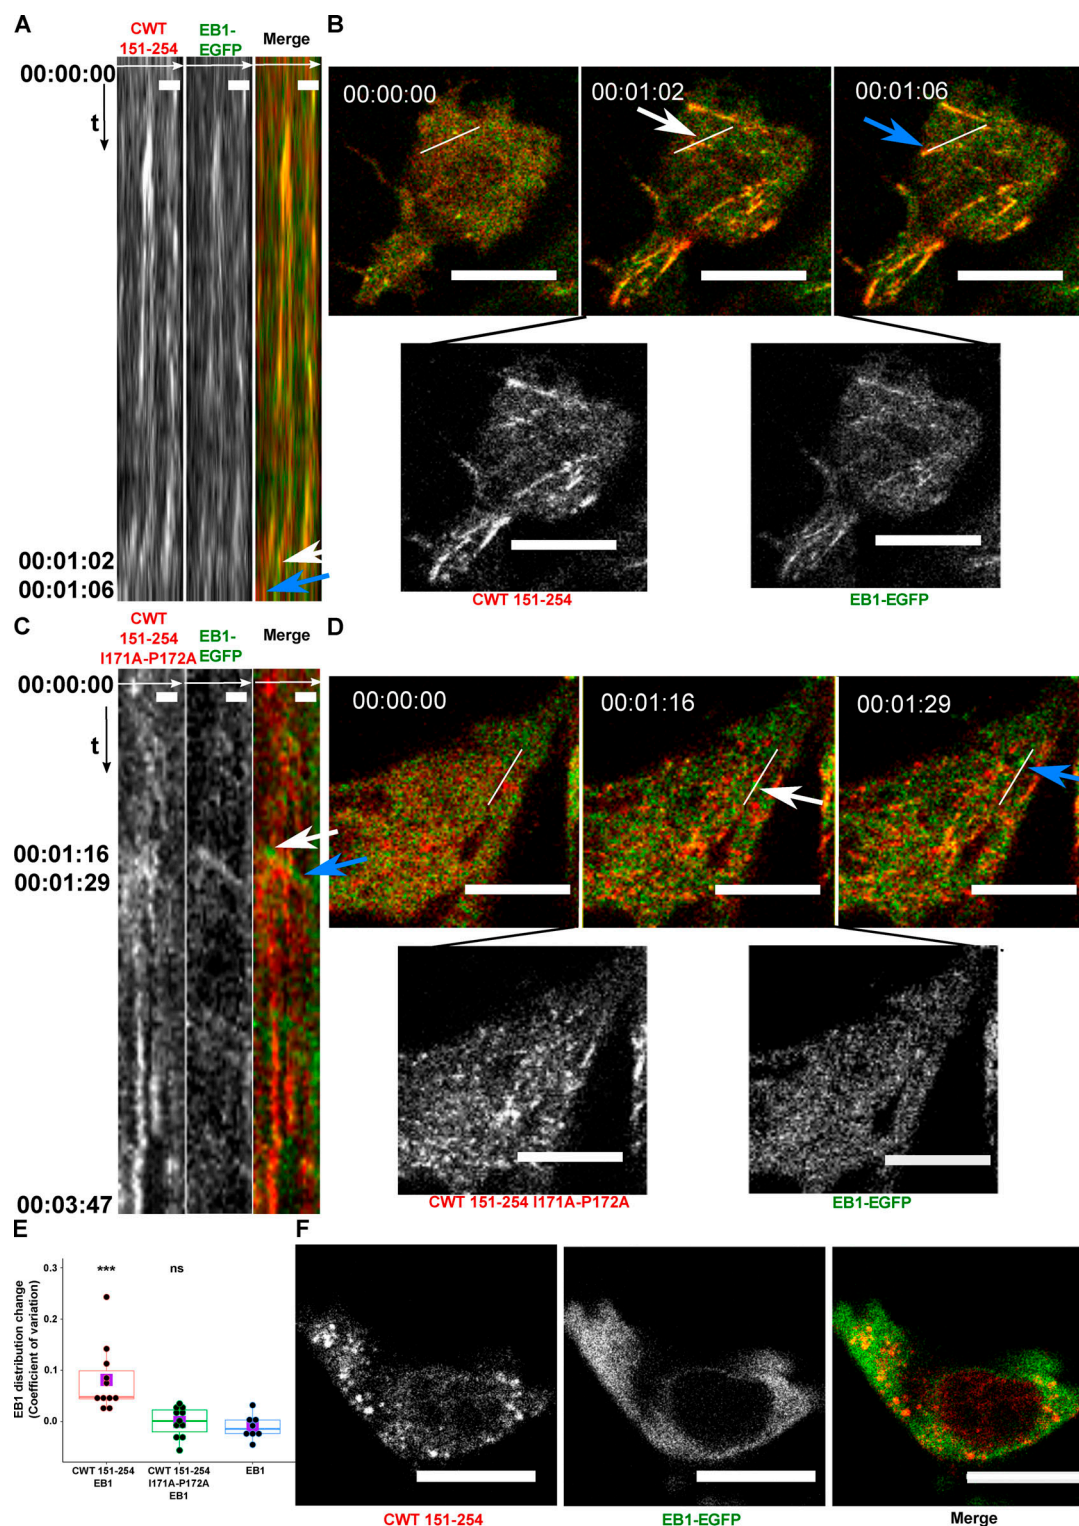 A
CWT
151-254
EB1-
EGFP
Merge
00:00:00
t
00:01:02
00:01:06
B
00:00:00
00:01:02
00:01:06
CWT 151-254
EB1-EGFP
C
CWT
151-254
I171A-P172A
EB1-
EGFP
Merge
00:00:00
t
00:01:16
00:01:29
00:03:47
D
00:00:00
00:01:16
00:01:29
CWT 151-254 I171A-P172A
EB1-EGFP
E
EB1 distribution change
(Coefficient of variation)
0.3
0.2
0.1
0.0
***
ns
CWT 151-254
EB1
CWT 151-254
I171A-P172A
EB1
EB1
F
CWT 151-254
EB1-EGFP
Merge